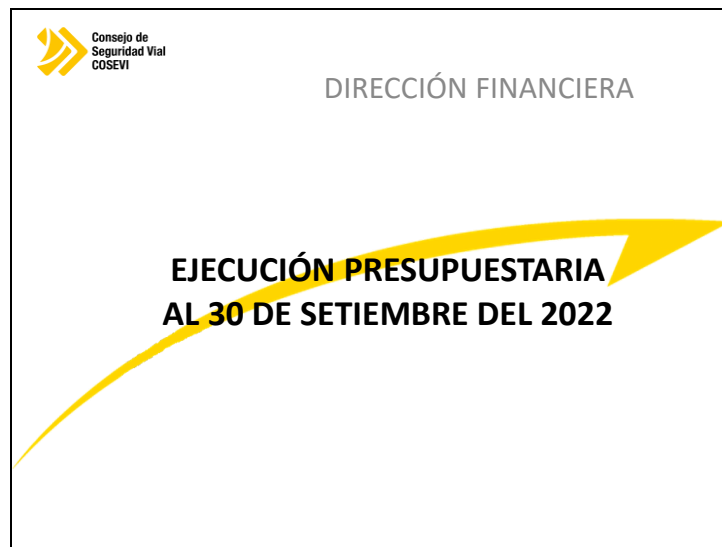 Consejo de
Seguridad Vial
COSEVI
DIRECCIÓN FINANCIERA
EJECUCIÓN PRESUPUESTARIA
AL 30 DE SETIEMBRE DEL 2022